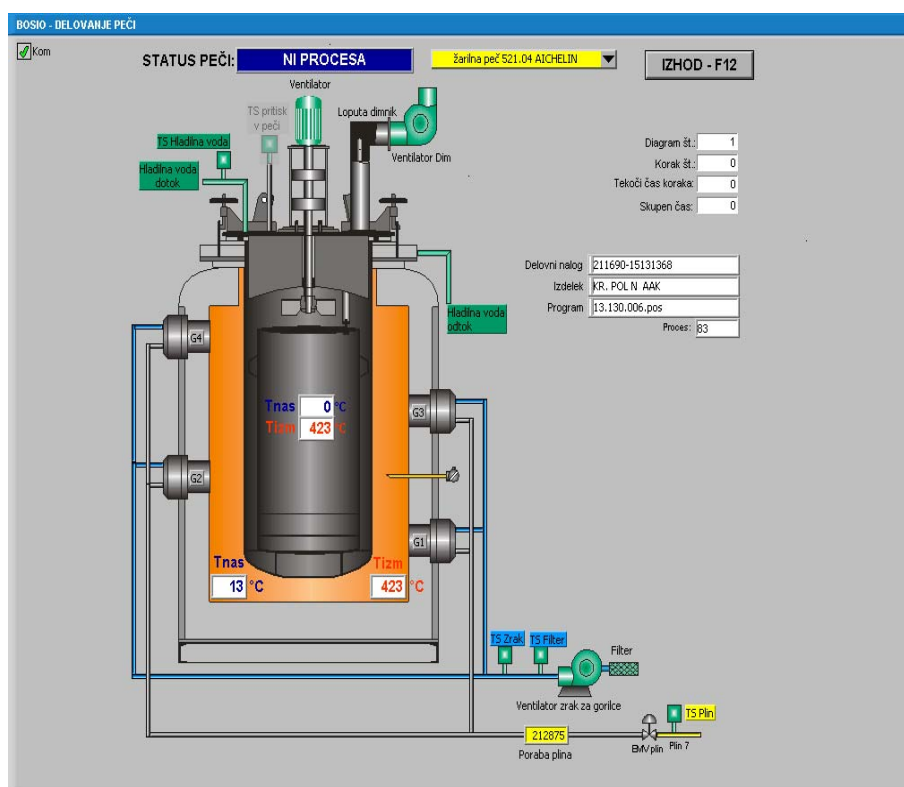 BOSIO - DELOVANJE PEČI
Kom
STATUS PEČI:
NI PROCESA
žarilna peč 521.04 AICHELIN
IZHOD - F12
Ventilator
TS pritisk
v peči
Loputa dimnik
TS Hladilna voda
Ventilator Dim
Hladilna voda
dotok
Diagram št.: 1
Korak št.: 0
Tekoči čas koraka: 0
Skupen čas: 0
Delovni nalog 211690-15131368
Izdelek KR. POL N AAK
Program 13.130.006.pos
Proces: 83
Hladilna voda
odtok
G4
Tnas 0 °C
Tizm 423 °C
G3
G2
G1
Tnas
13 °C
Tizm
423 °C
TS Zrak
TS Filter
Filter
Ventilator zrak za gorilce
TS Plin
212875
Poraba plina
EMV plin
Plin 7